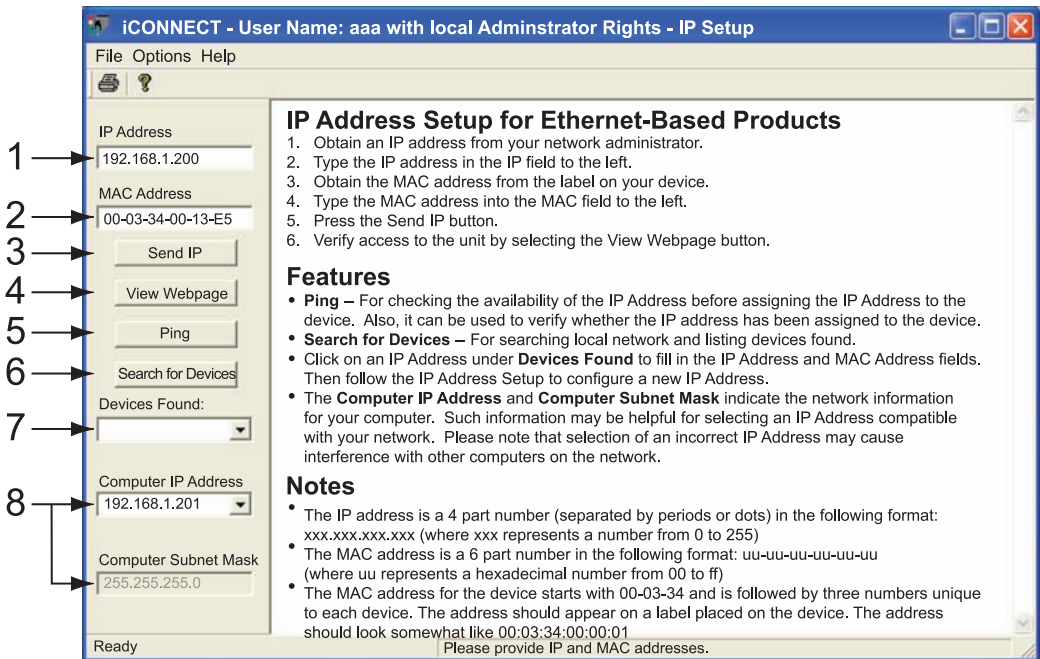 iCONNECT - User Name: aaa with local Adminstrator Rights - IP Setup
File Options Help
IP Address
1
192.168.1.200
MAC Address
2
00-03-34-00-13-E5
3
Send IP
4
View Webpage
5
Ping
6
Search for Devices
Devices Found:
7
Computer IP Address
8
192.168.1.201
Computer Subnet Mask
255.255.255.0
IP Address Setup for Ethernet-Based Products
1. Obtain an IP address from your network administrator.
2. Type the IP address in the IP field to the left.
3. Obtain the MAC address from the label on your device.
4. Type the MAC address into the MAC field to the left.
5. Press the Send IP button.
6. Verify access to the unit by selecting the View Webpage button.
Features
• Ping – For checking the availability of the IP Address before assigning the IP Address to the
device. Also, it can be used to verify whether the IP address has been assigned to the device.
• Search for Devices – For searching local network and listing devices found.
• Click on an IP Address under Devices Found to fill in the IP Address and MAC Address fields.
Then follow the IP Address Setup to configure a new IP Address.
• The Computer IP Address and Computer Subnet Mask indicate the network information
for your computer. Such information may be helpful for selecting an IP Address compatible
with your network. Please note that selection of an incorrect IP Address may cause
interference with other computers on the network.
Notes
• The IP address is a 4 part number (separated by periods or dots) in the following format:
xxx.xxx.xxx.xxx (where xxx represents a number from 0 to 255)
• The MAC address is a 6 part number in the following format: uu-uu-uu-uu-uu-uu
(where uu represents a hexadecimal number from 00 to ff)
• The MAC address for the device starts with 00-03-34 and is followed by three numbers unique
to each device. The address should appear on a label placed on the device. The address
should look somewhat like 00:03:34:00:00:01
Ready
Please provide IP and MAC addresses.